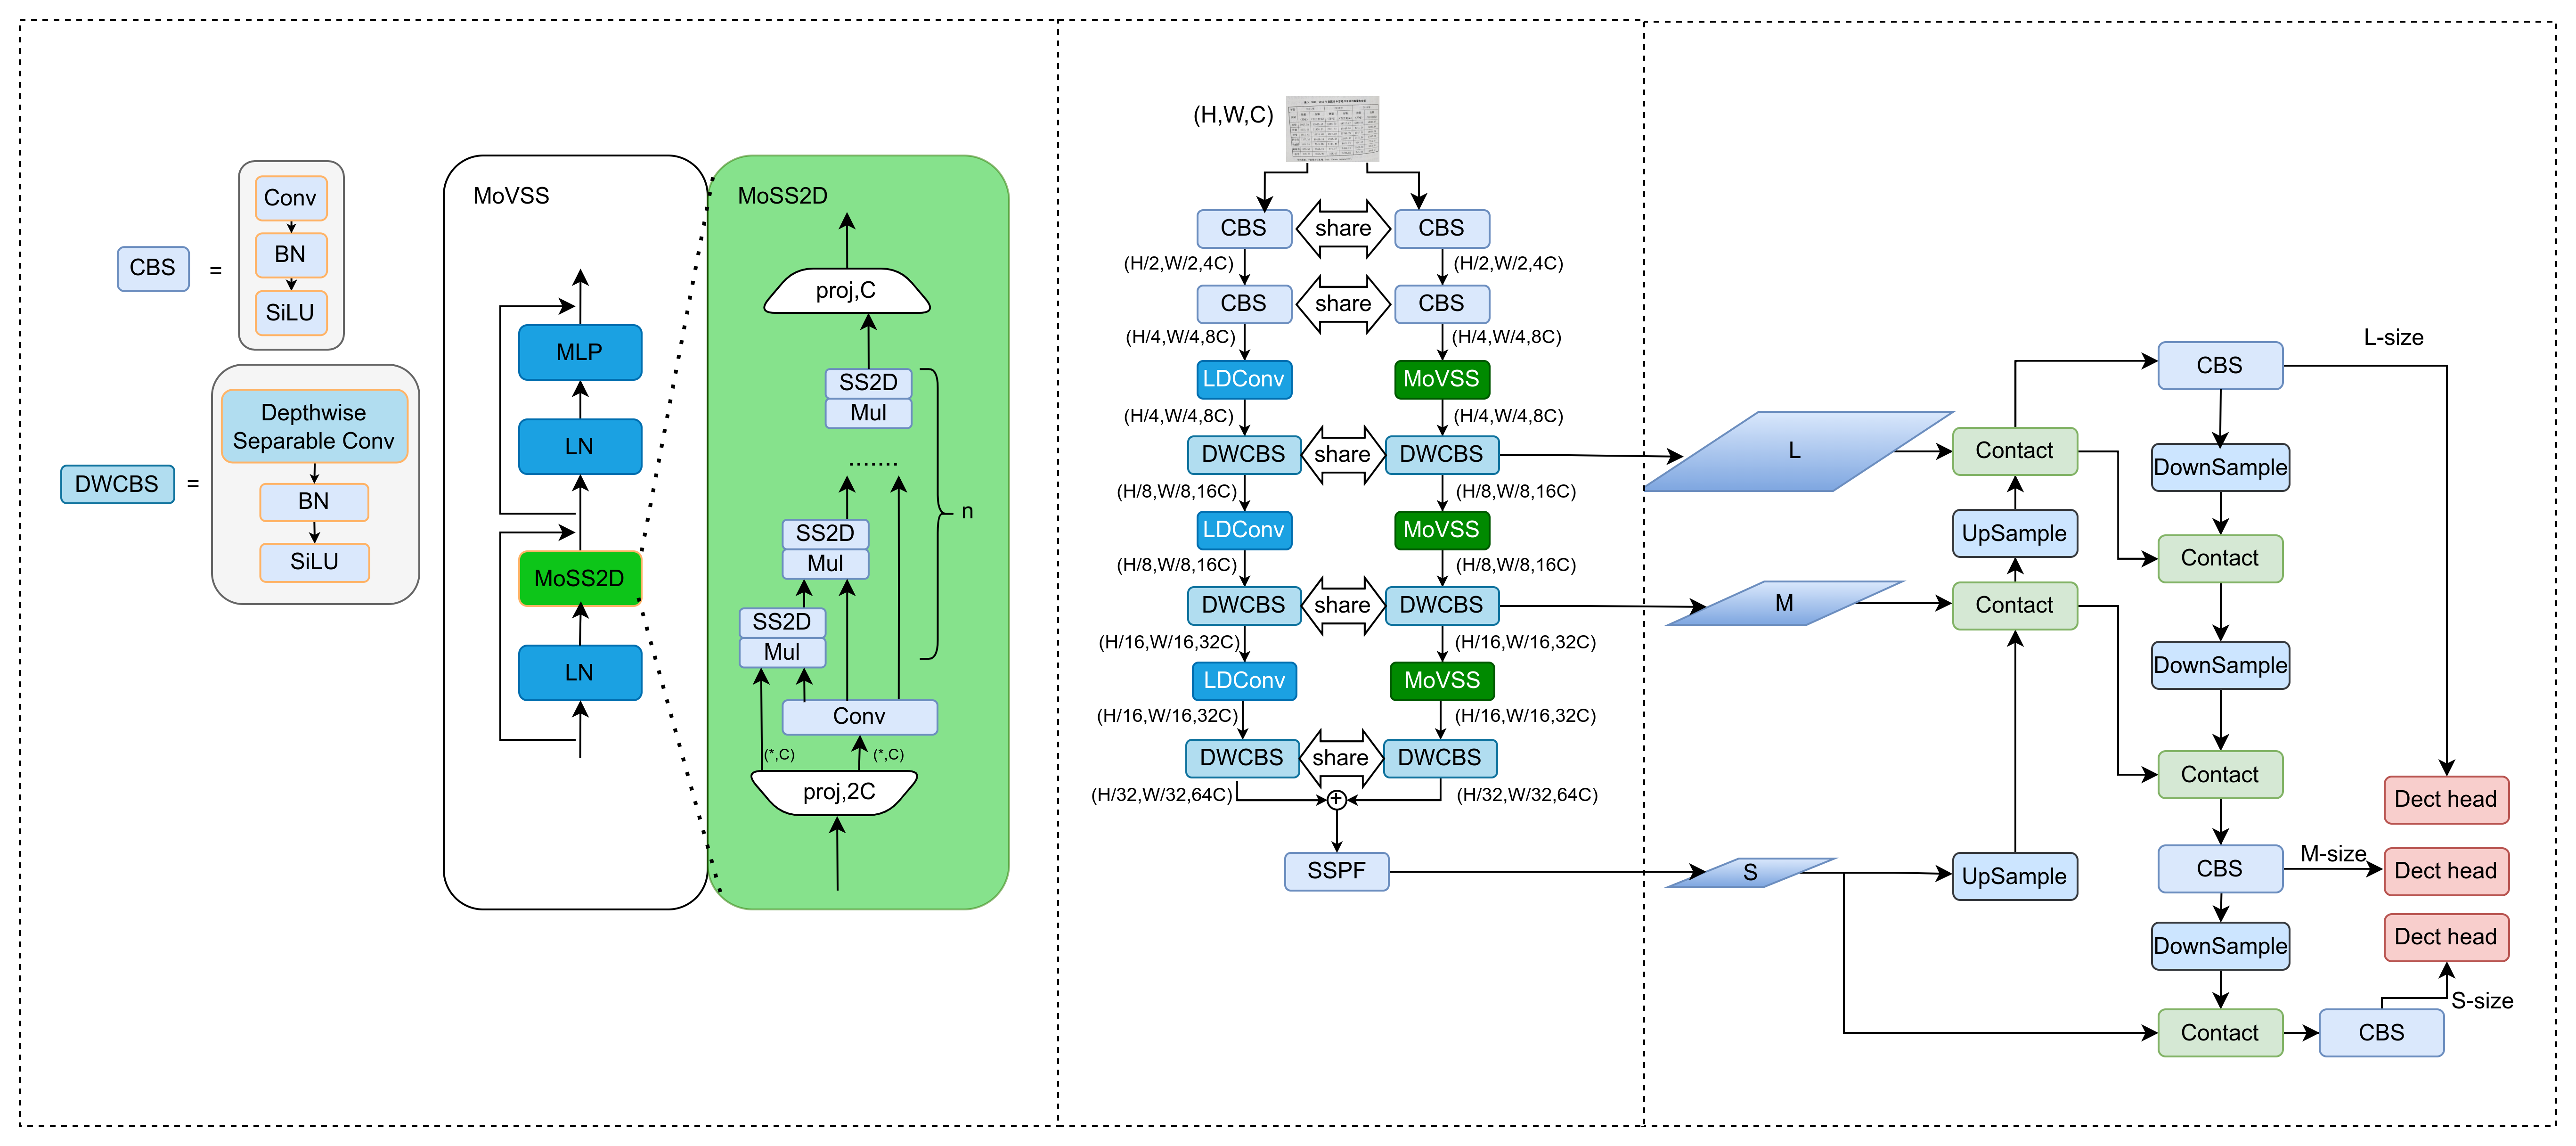 CBS
=
Conv
BN
SiLU
DWCBS
=
Depthwise
Separable Conv
BN
SiLU
MoVSS
MLP
LN
MoSS2D
LN
MoSS2D
proj,C
SS2D
Mul
.......
SS2D
Mul
n
SS2D
Mul
Conv
(*,C)
(*,C)
proj,2C
(H,W,C)
CBS
share
CBS
(H/2,W/2,4C)
(H/2,W/2,4C)
CBS
share
CBS
(H/4,W/4,8C)
(H/4,W/4,8C)
LDConv
MoVSS
(H/4,W/4,8C)
(H/4,W/4,8C)
DWCBS
share
DWCBS
(H/8,W/8,16C)
(H/8,W/8,16C)
LDConv
MoVSS
(H/8,W/8,16C)
(H/8,W/8,16C)
DWCBS
share
DWCBS
(H/16,W/16,32C)
(H/16,W/16,32C)
LDConv
MoVSS
(H/16,W/16,32C)
(H/16,W/16,32C)
DWCBS
share
DWCBS
(H/32,W/32,64C)
(H/32,W/32,64C)
SSPF
L
M
S
Contact
UpSample
Contact
UpSample
CBS
L-size
DownSample
Contact
DownSample
Contact
Dect head
CBS
M-size
Dect head
DownSample
Dect head
S-size
Contact
CBS